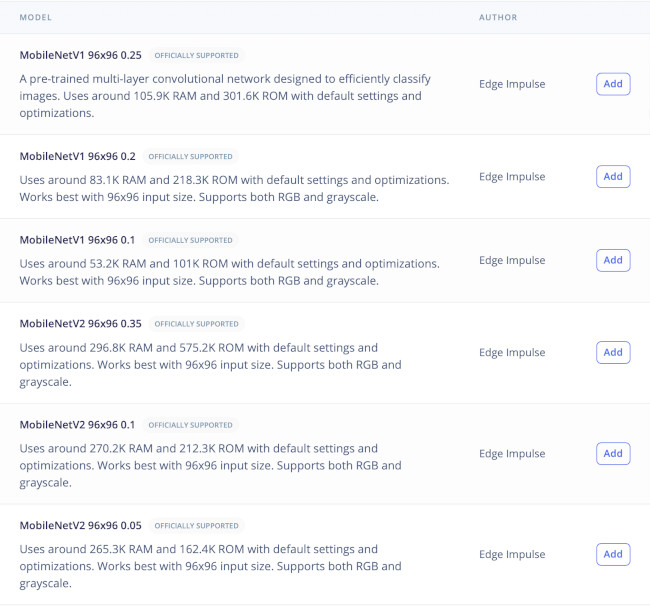 MODEL AUTHOR
MobileNetV1 96x96 0.25 OFFICIALLY SUPPORTED
A pre-trained multi-layer convolutional network designed to efficiently classify
images. Uses around 105.9K RAM and 301.6K ROM with default settings and
optimizations.
Edge Impulse Add
MobileNetV1 96x96 0.2 OFFICIALLY SUPPORTED
Uses around 83.1K RAM and 218.3K ROM with default settings and optimizations.
Works best with 96x96 input size. Supports both RGB and grayscale.
Edge Impulse Add
MobileNetV1 96x96 0.1 OFFICIALLY SUPPORTED
Uses around 53.2K RAM and 101K ROM with default settings and optimizations.
Works best with 96x96 input size. Supports both RGB and grayscale.
Edge Impulse Add
MobileNetV2 96x96 0.35 OFFICIALLY SUPPORTED
Uses around 296.8K RAM and 575.2K ROM with default settings and
optimizations. Works best with 96x96 input size. Supports both RGB and
grayscale.
Edge Impulse Add
MobileNetV2 96x96 0.1 OFFICIALLY SUPPORTED
Uses around 270.2K RAM and 212.3K ROM with default settings and
optimizations. Works best with 96x96 input size. Supports both RGB and
grayscale.
Edge Impulse Add
MobileNetV2 96x96 0.05 OFFICIALLY SUPPORTED
Uses around 265.3K RAM and 162.4K ROM with default settings and
optimizations. Works best with 96x96 input size. Supports both RGB and
grayscale.
Edge Impulse Add